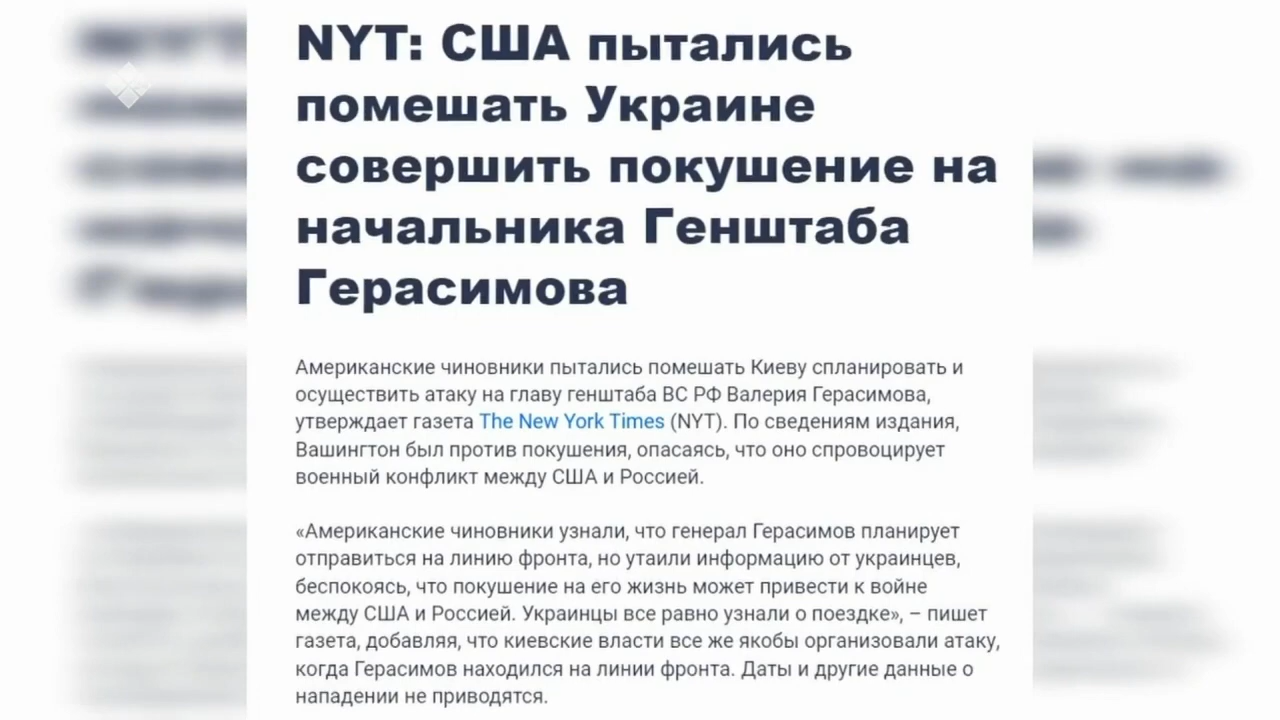 NYT: США пытались
помешать Украине
совершить покушение на
начальника Генштаба
Герасимова
Американские чиновники пытались помешать Киеву спланировать и
осуществить атаку на главу генштаба ВС РФ Валерия Герасимова,
утверждает газета The New York Times (NYT). По сведениям издания,
Вашингтон был против покушения, опасаясь, что оно спровоцирует
военный конфликт между США и Россией.
«Американские чиновники узнали, что генерал Герасимов планирует
отправиться на линию фронта, но утаили информацию от украинцев,
беспокоясь, что покушение на его жизнь может привести к войне
между США и Россией. Украинцы все равно узнали о поездке», – пишет
газета, добавляя, что киевские власти все же якобы организовали атаку,
когда Герасимов находился на линии фронта. Даты и другие данные о
нападении не приводятся.